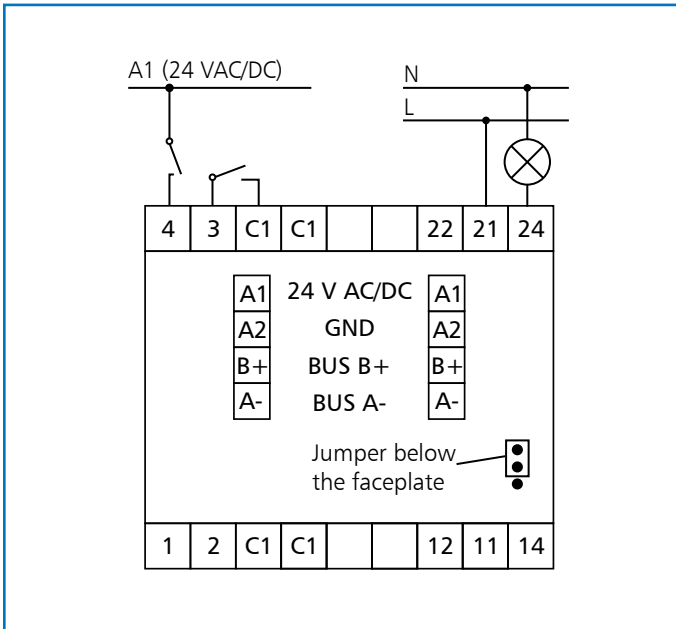 A1 (24 VAC/DC)
N
L
4 3 C1 C1 22 21 24
A1 24 V AC/DC A1
A2 GND A2
B+ BUS B+ B+
A- BUS A- A-
Jumper below
the faceplate
1 2 C1 C1 12 11 14